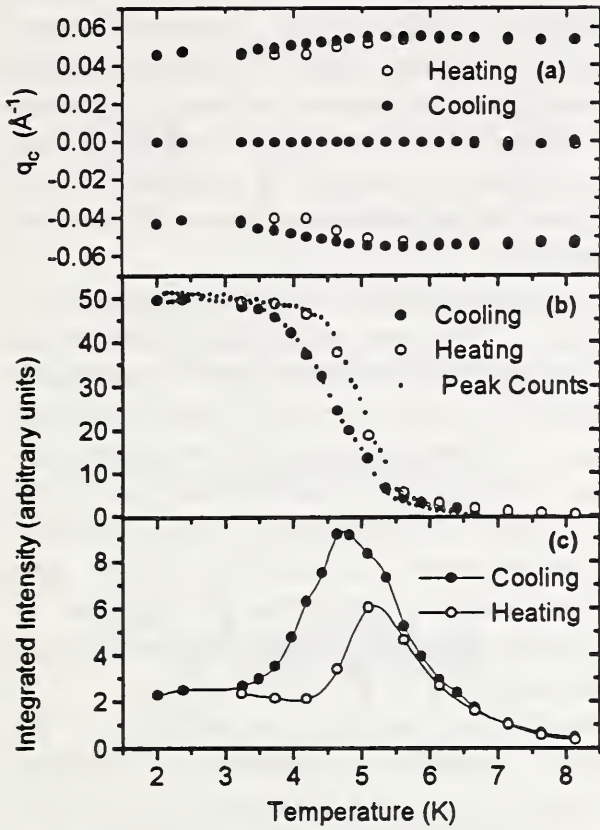 0.06
0.04
0.02
0.00
-0.02
-0.04
-0.06
q_c (Å⁻¹)
Heating (a)
Cooling
50
40
30
20
10
0
(b)
Cooling
Heating
Peak Counts
Integrated Intensity (arbitrary units)
8
6
4
2
0
(c)
Cooling
Heating
2 3 4 5 6 7 8
Temperature (K)